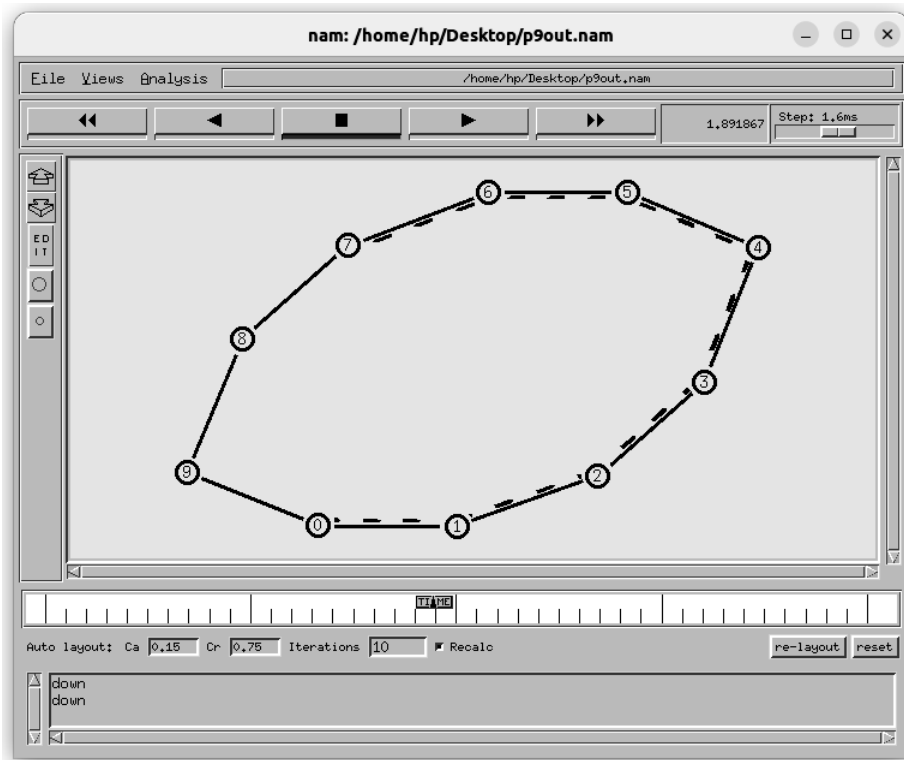 nam: /home/hp/Desktop/p9out.nam
File Views Analysis /home/hp/Desktop/p9out.nam
1.891867 Step: 1.6ms
ED
IT
6 5
7 4
8
3
9 2
0 1
TIME
Auto layout: Ca 0.15 Cr 0.75 Iterations 10 Recalc re-layout reset
down
down